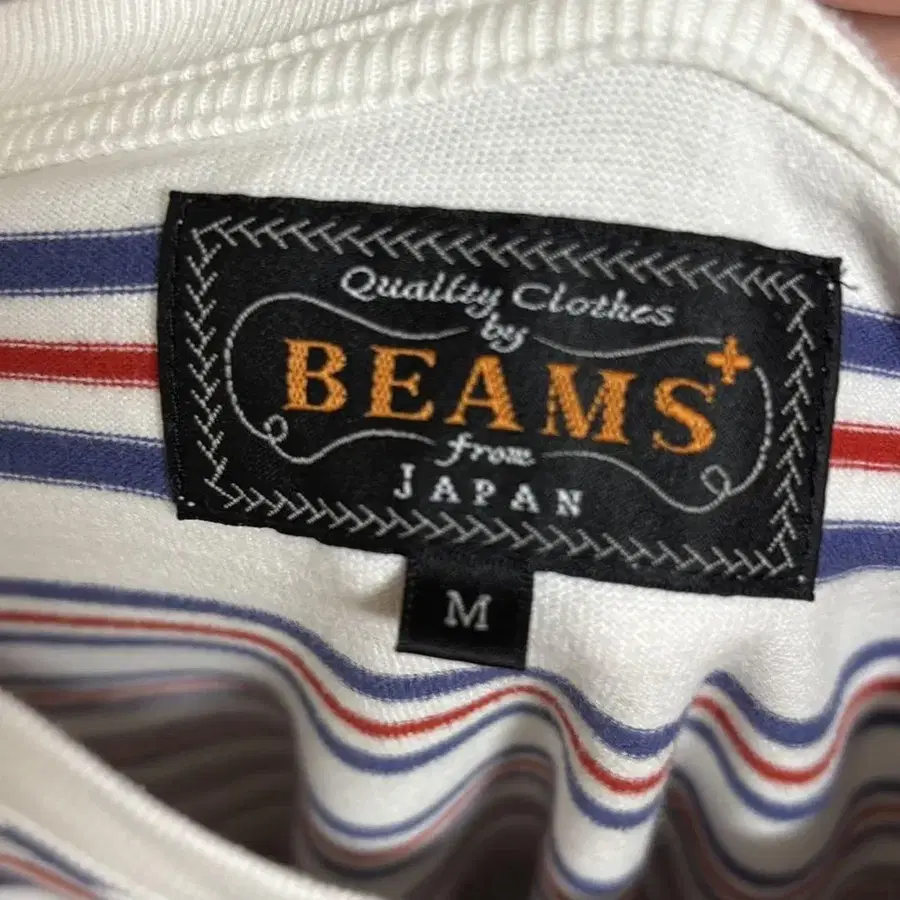 Quality Clothes
by
BEAMS+
from
JAPAN
M